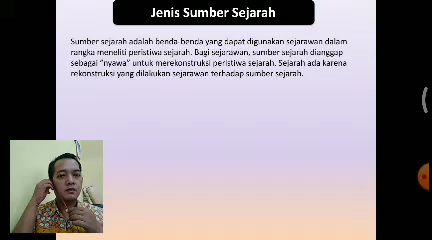 Jenis Sumber Sejarah
Sumber sejarah adalah benda-benda yang dapat digunakan sejarawan dalam
rangka meneliti peristiwa sejarah. Bagi sejarawan, sumber sejarah dianggap
sebagai "nyawa" untuk merekonstruksi peristiwa sejarah. Sejarah ada karena
rekonstruksi yang dilakukan sejarawan terhadap sumber sejarah.